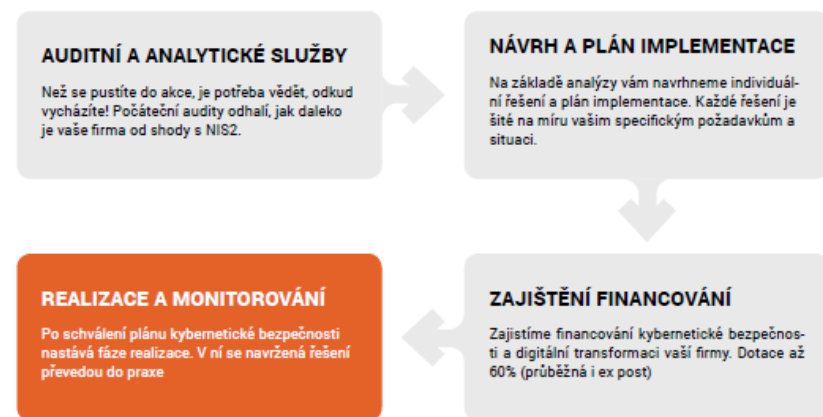 AUDITNÍ A ANALYTICKÉ SLUŽBY
Než se pustíte do akce, je potřeba vědět, odkud
vycházíte! Počáteční audity odhalí, jak daleko
je vaše firma od shody s NIS2.
NÁVRH A PLÁN IMPLEMENTACE
Na základě analýzy vám navrhneme individuál-
ní řešení a plán implementace. Každé řešení je
šité na míru vašim specifickým požadavkům a
situaci.
ZAJIŠTĚNÍ FINANCOVÁNÍ
Zajistíme financování kybernetické bezpečnos-
ti a digitální transformaci vaší firmy. Dotace až
60% (průběžná i ex post)
REALIZACE A MONITOROVÁNÍ
Po schválení plánu kybernetické bezpečnosti
nastává fáze realizace. V ní se navržená řešení
převedou do praxe